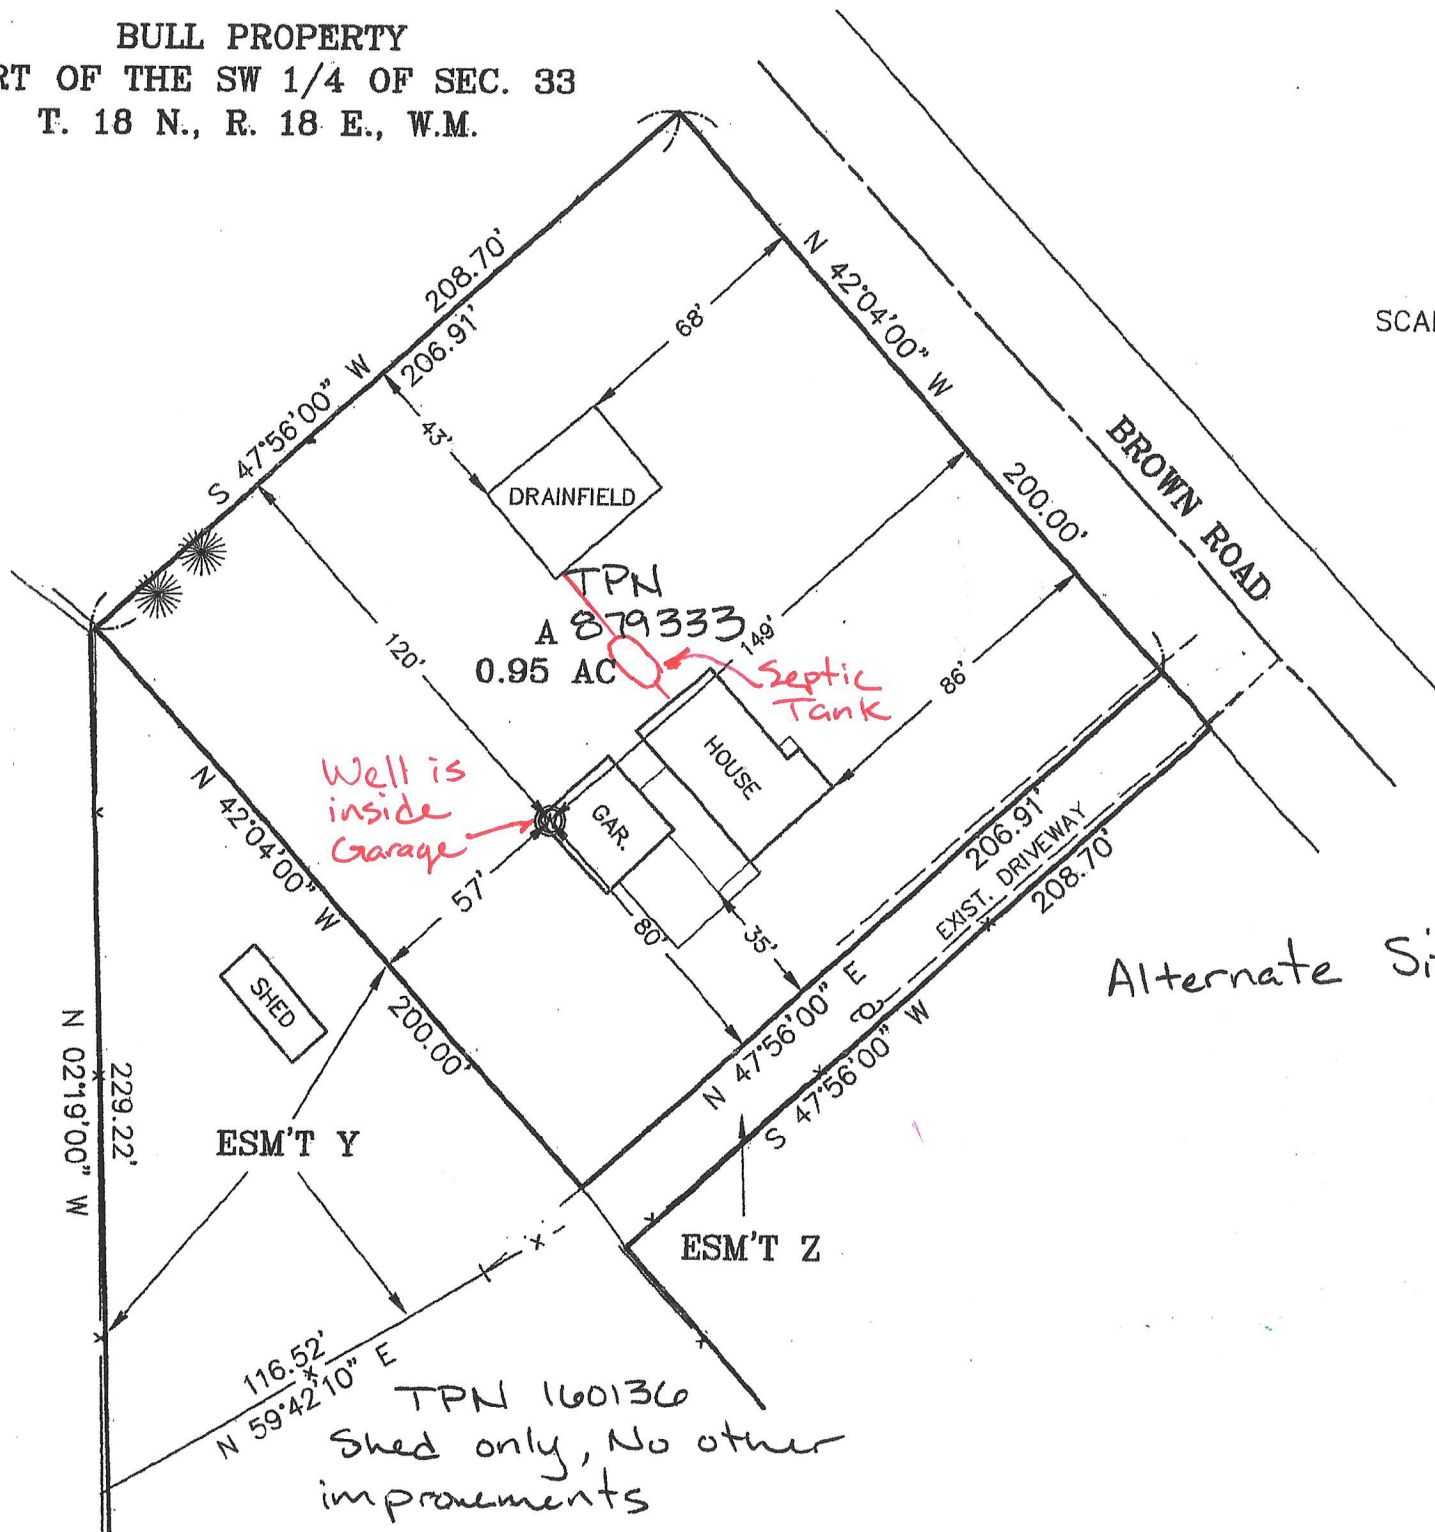 BULL PROPERTY
RT OF THE SW 1/4 OF SEC. 33
T. 18 N., R. 18 E., W.M.
SCAL
208.70'
S 47°56'00" W
206.91'
68'
43'
N 42°04'00" W
200.00'
BROWN ROAD
DRAINFIELD
TPN
A 879333
0.95 AC
149'
Septic
Tank
120'
86'
HOUSE
GAR.
Well is
inside
Garage
W
57'
80'
35'
N 42°04'00" W
200.00'
206.91'
N 47°56'00" E
EXIST. DRIVEWAY
208.70'
S 47°56'00" W
SHED
Alternate Si
N 02°19'00" W
229.22'
ESM'T Y
ESM'T Z
116.52'
N 59°42'10" E
TPN 160136
Shed only, No other
improvements